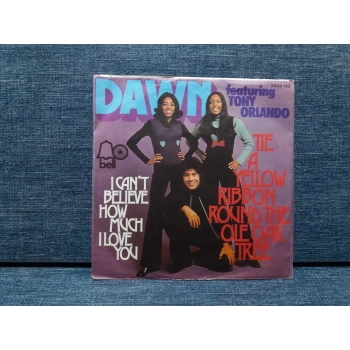 DAWN
featuring
TONY
ORLANDO
bell
I CAN'T
BELIEVE
HOW
MUCH
I LOVE
YOU
TIE
A
YELLOW
RIBBON
ROUND THE
OLE OAK
TREE